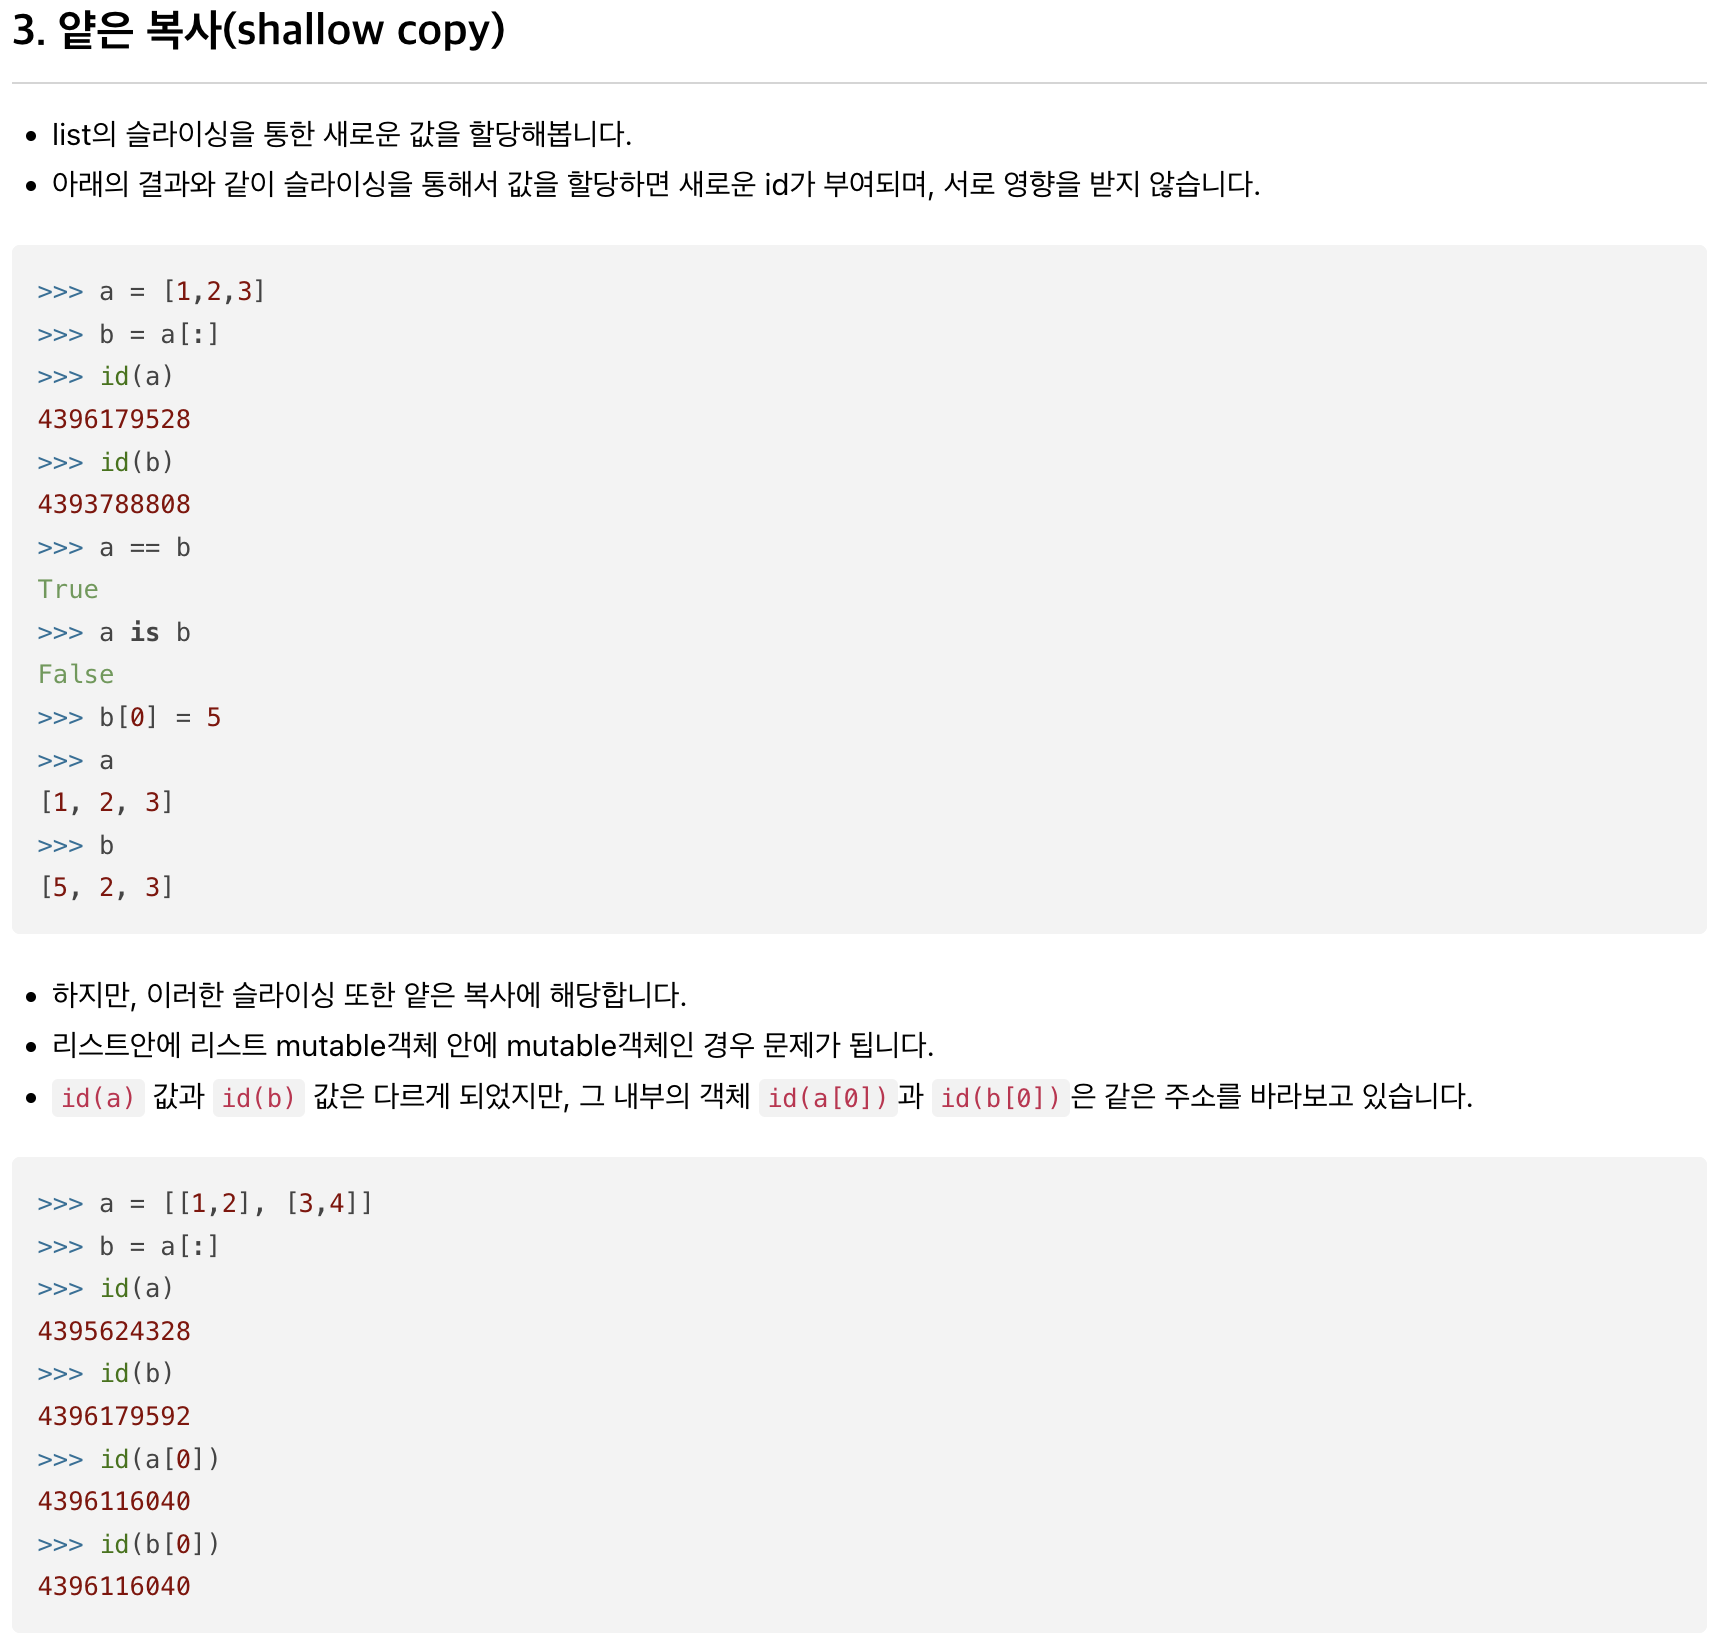 3. 얕은 복사(shallow copy)
list의 슬라이싱을 통한 새로운 값을 할당해봅니다.
아래의 결과와 같이 슬라이싱을 통해서 값을 할당하면 새로운 id가 부여되며, 서로 영향을 받지 않습니다.
>>> a = [1,2,3]
>>> b = a[:]
>>> id(a)
4396179528
>>> id(b)
4393788808
>>> a == b
True
>>> a is b
False
>>> b[0] = 5
>>> a
[1, 2, 3]
>>> b
[5, 2, 3]
하지만, 이러한 슬라이싱 또한 얕은 복사에 해당합니다.
리스트안에 리스트 mutable객체 안에 mutable객체인 경우 문제가 됩니다.
id(a) 값과 id(b) 값은 다르게 되었지만, 그 내부의 객체 id(a[0])과 id(b[0])은 같은 주소를 바라보고 있습니다.
>>> a = [[1,2], [3,4]]
>>> b = a[:]
>>> id(a)
4395624328
>>> id(b)
4396179592
>>> id(a[0])
4396116040
>>> id(b[0])
4396116040